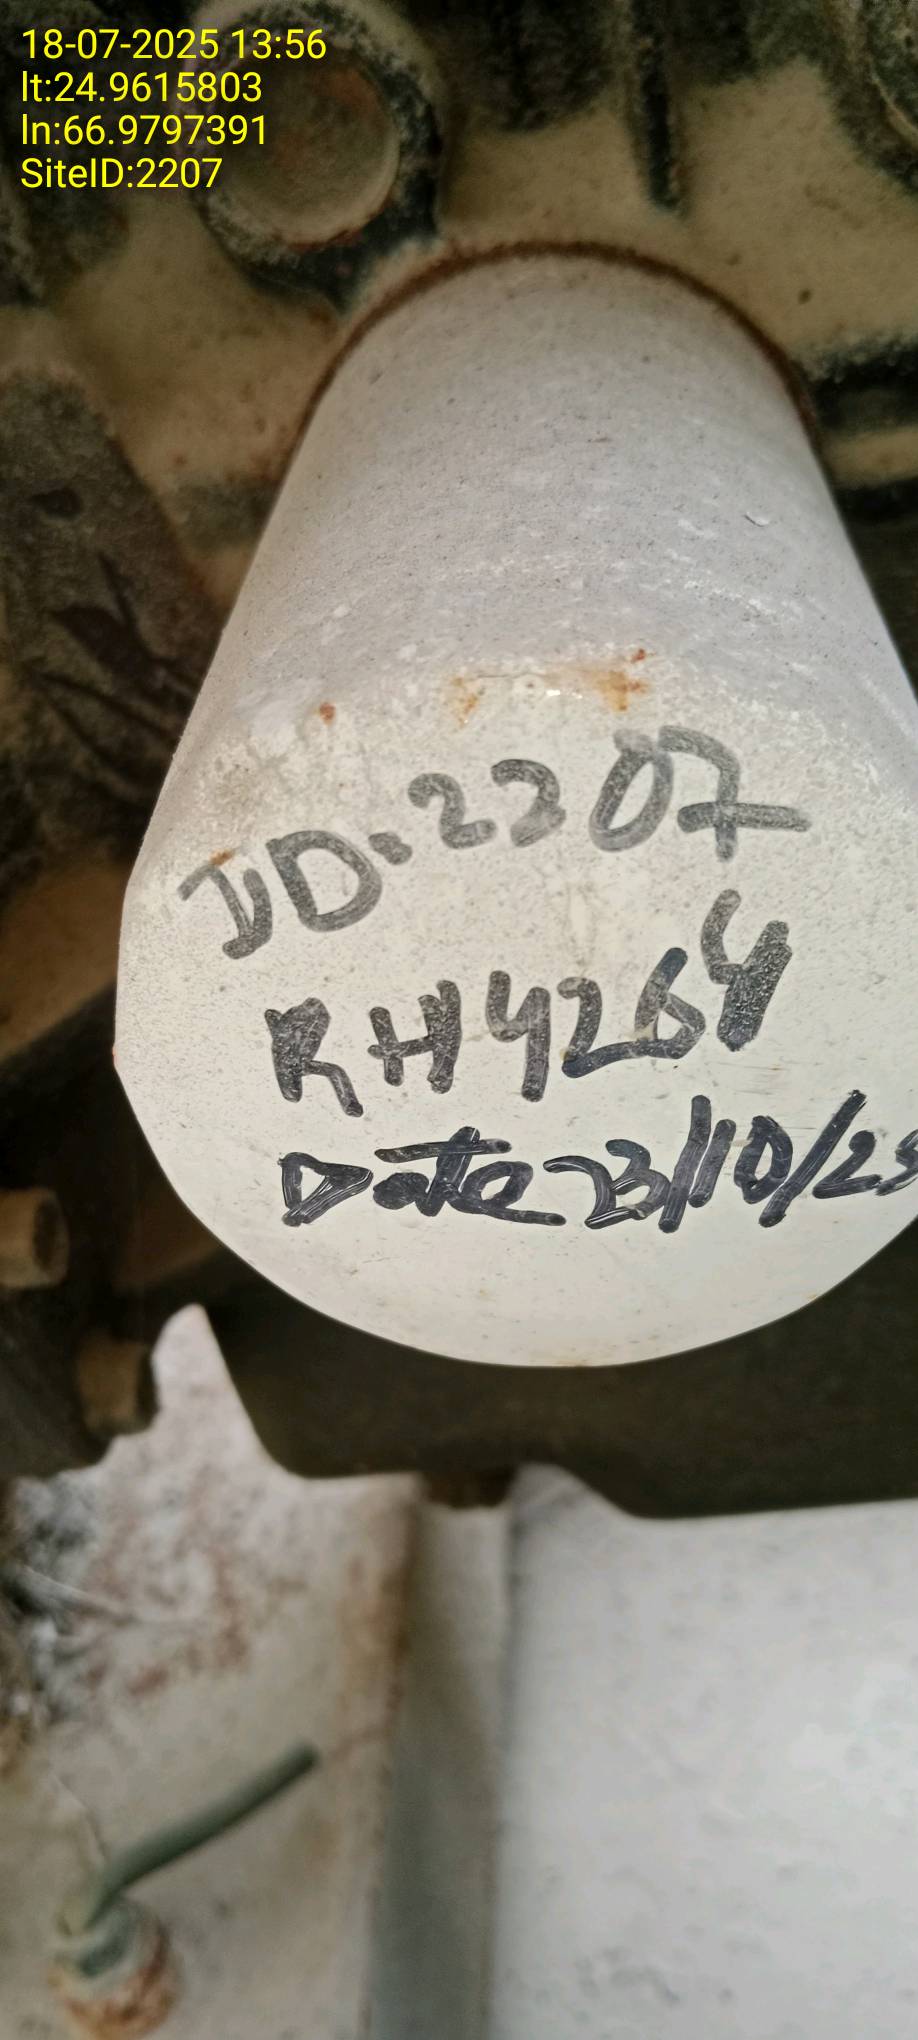 18-07-2025 13:56
lt:24.9615803
ln:66.9797391
SiteID:2207
ID:2207
RH4264
Date 23/10/25